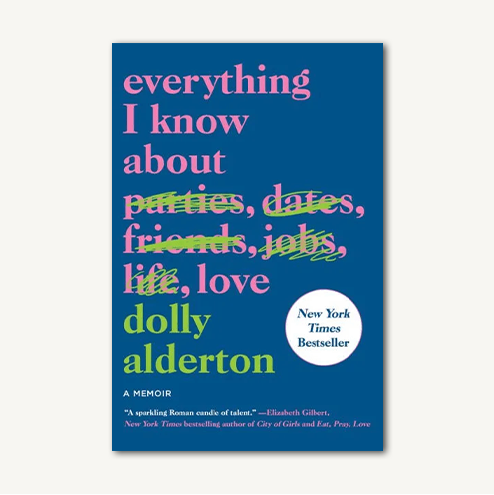 everything
I know
about
parties, dates,
friends, jobs,
life, love
dolly
alderton
New York
Times
Bestseller
A MEMOIR
“A sparkling Roman candle of talent.” —Elizabeth Gilbert,
New York Times bestselling author of City of Girls and Eat, Pray, Love